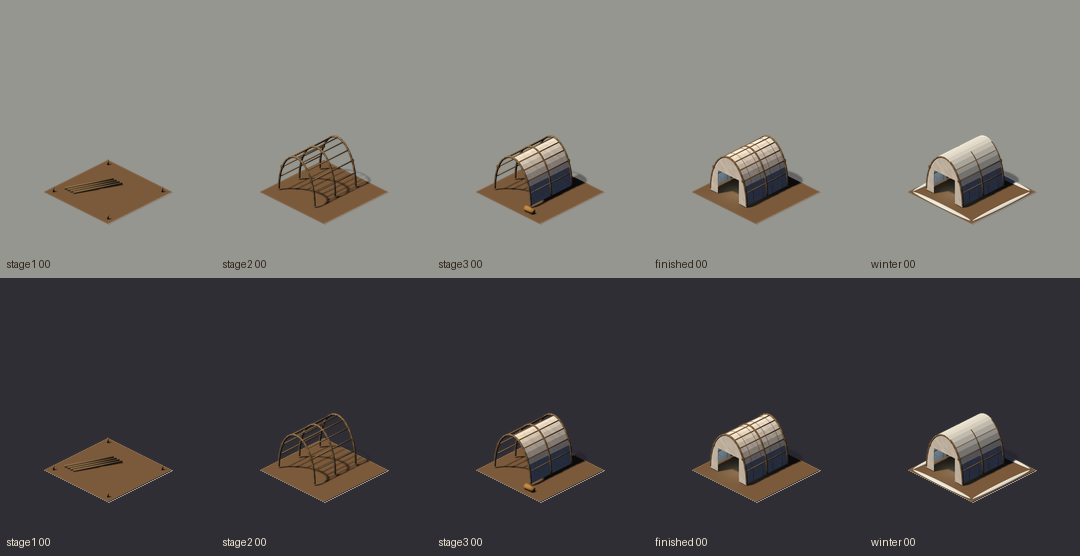 stage1 00
stage2 00
stage3 00
finished 00
winter 00
stage1 00
stage2 00
stage3 00
finished 00
winter 00